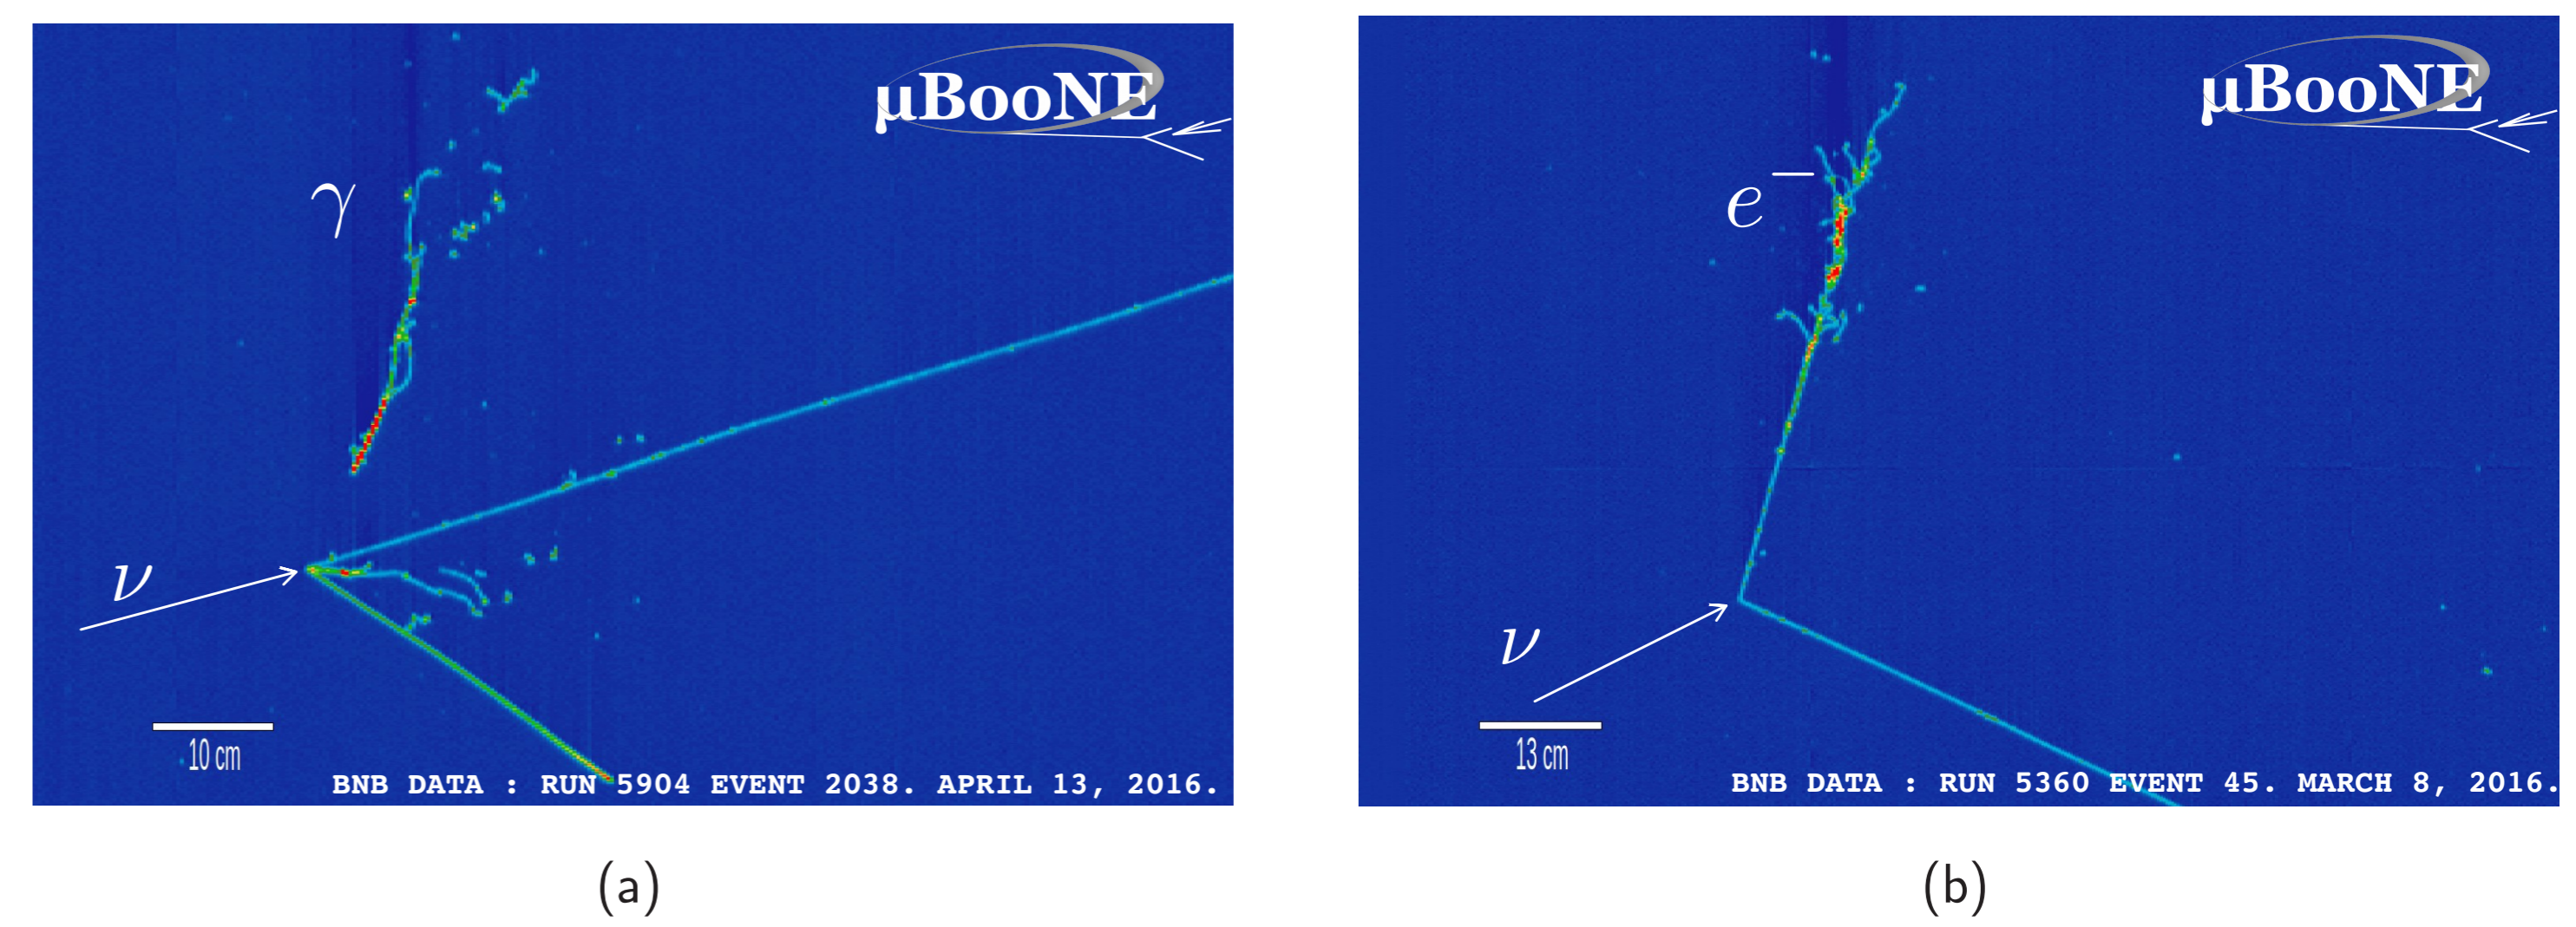 µBooNE
γ
ν
10 cm
BNB DATA : RUN 5904 EVENT 2038. APRIL 13, 2016.
(a)
µBooNE
e⁻
ν
13 cm
BNB DATA : RUN 5360 EVENT 45. MARCH 8, 2016.
(b)